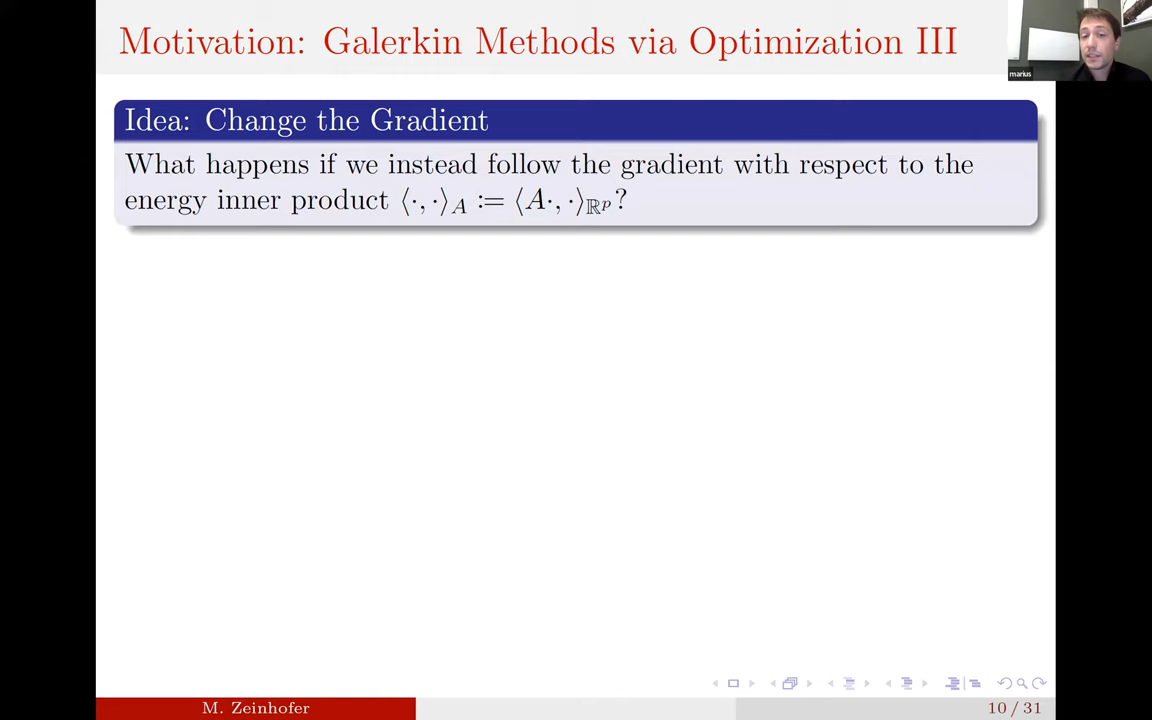 Motivation: Galerkin Methods via Optimization III
marius
Idea: Change the Gradient
What happens if we instead follow the gradient with respect to the
energy inner product ⟨·, ·⟩_A := ⟨A·, ·⟩_{ℝ^p}?
M. Zeinhofer
10 / 31